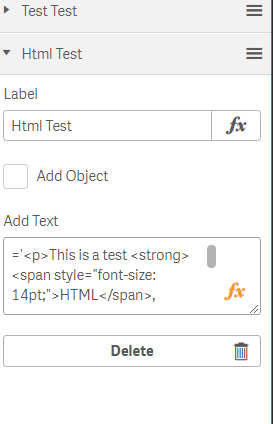 Test Test
Html Test
Label
Html Test
fx
Add Object
Add Text
='<p>This is a test <strong>
<span style="font-size:
14pt;">HTML</span>,
fx
Delete